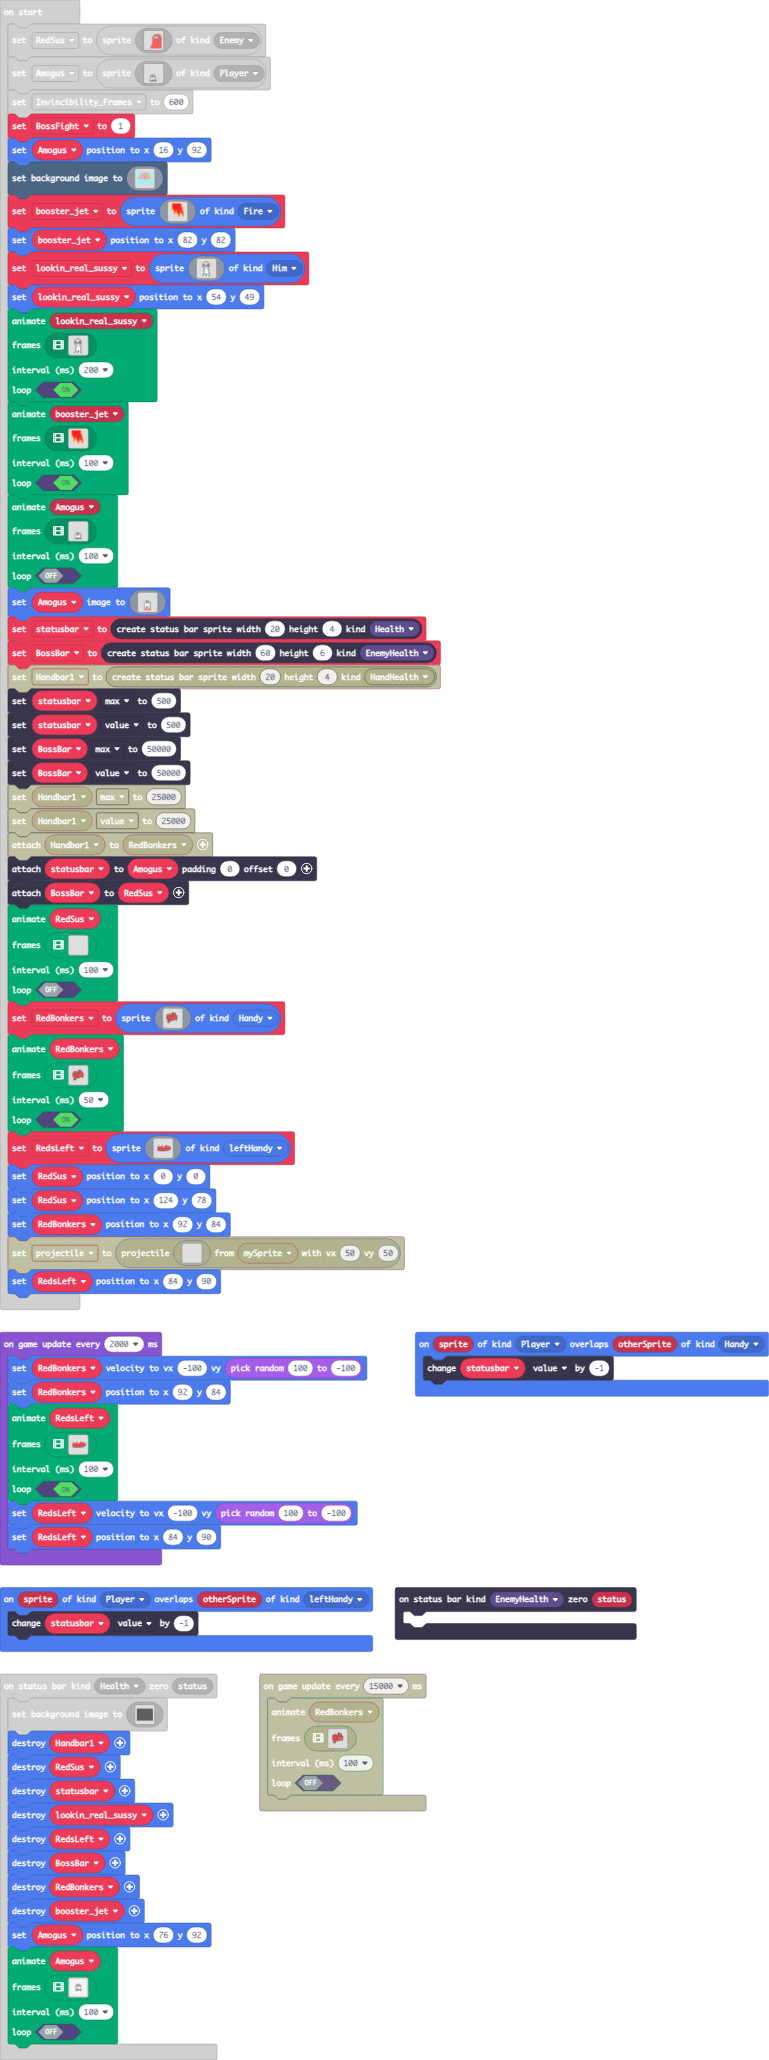 on start
set RedSus to sprite of kind Enemy
set Amogus to sprite of kind Player
set Invincibility_Frames to 600
set BossFight to 1
set Amogus position to x 16 y 92
set background image to
set booster_jet to sprite of kind Fire
set booster_jet position to x 82 y 82
set lookin_real_sussy to sprite of kind Him
set lookin_real_sussy position to x 54 y 49
animate lookin_real_sussy
frames
interval (ms) 200
loop ON
animate booster_jet
frames
interval (ms) 100
loop ON
animate Amogus
frames
interval (ms) 100
loop OFF
set Amogus image to
set statusbar to create status bar sprite width 20 height 4 kind Health
set BossBar to create status bar sprite width 60 height 6 kind EnemyHealth
set Handbar1 to create status bar sprite width 20 height 4 kind HandHealth
set statusbar max to 500
set statusbar value to 500
set BossBar max to 50000
set BossBar value to 50000
set Handbar1 max to 25000
set Handbar1 value to 25000
attach Handbar1 to RedBonkers
attach statusbar to Amogus padding 0 offset 0
attach BossBar to RedSus
animate RedSus
frames
interval (ms) 100
loop OFF
set RedBonkers to sprite of kind Handy
animate RedBonkers
frames
interval (ms) 50
loop ON
set RedsLeft to sprite of kind leftHandy
set RedSus position to x 0 y 0
set RedSus position to x 124 y 78
set RedBonkers position to x 92 y 84
set projectile to projectile from mySprite with vx 50 vy 50
set RedsLeft position to x 84 y 90
on game update every 2000 ms
set RedBonkers velocity to vx -100 vy pick random 100 to -100
set RedBonkers position to x 92 y 84
animate RedsLeft
frames
interval (ms) 100
loop ON
set RedsLeft velocity to vx -100 vy pick random 100 to -100
set RedsLeft position to x 84 y 90
on sprite of kind Player overlaps otherSprite of kind Handy
change statusbar value by -1
on sprite of kind Player overlaps otherSprite of kind leftHandy
change statusbar value by -1
on status bar kind EnemyHealth zero status
on status bar kind Health zero status
set background image to
destroy Handbar1
destroy RedSus
destroy statusbar
destroy lookin_real_sussy
destroy RedsLeft
destroy BossBar
destroy RedBonkers
destroy booster_jet
set Amogus position to x 76 y 92
animate Amogus
frames
interval (ms) 100
loop OFF
on game update every 15000 ms
animate RedBonkers
frames
interval (ms) 100
loop OFF